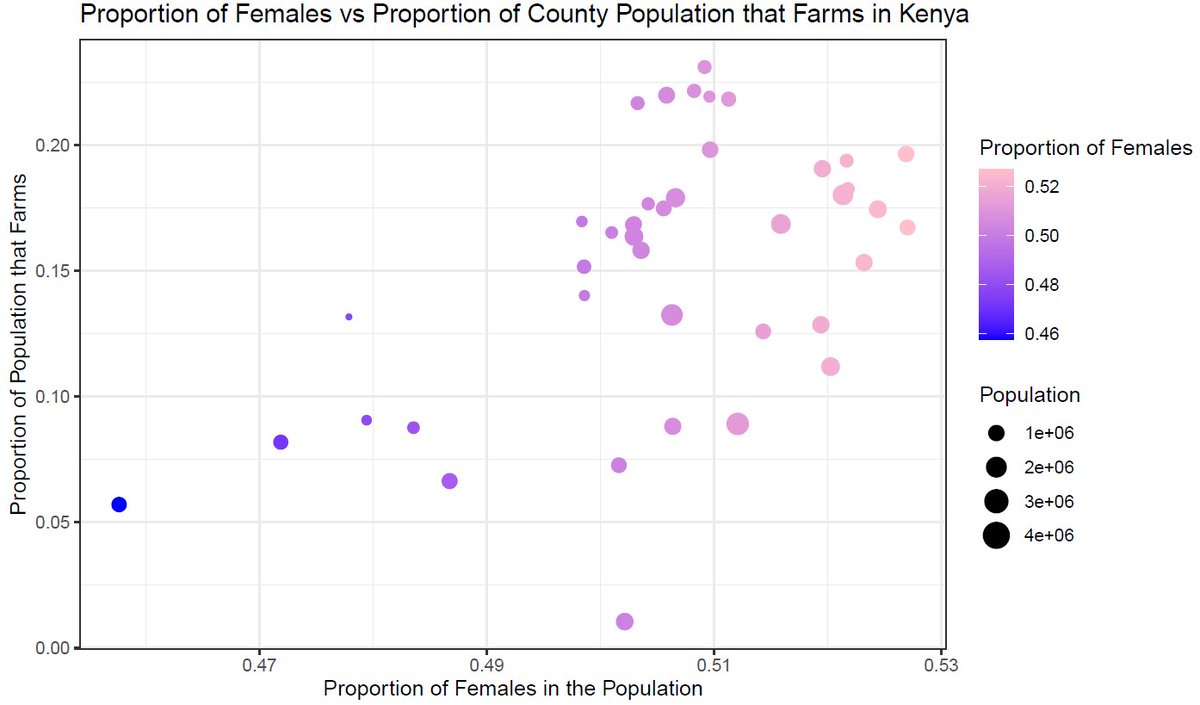 Proportion of Females vs Proportion of County Population that Farms in Kenya
Proportion of Population that Farms
0.20
0.15
0.10
0.05
0.00
0.47 0.49 0.51 0.53
Proportion of Females in the Population
Proportion of Females
0.52
0.50
0.48
0.46
Population
1e+06
2e+06
3e+06
4e+06